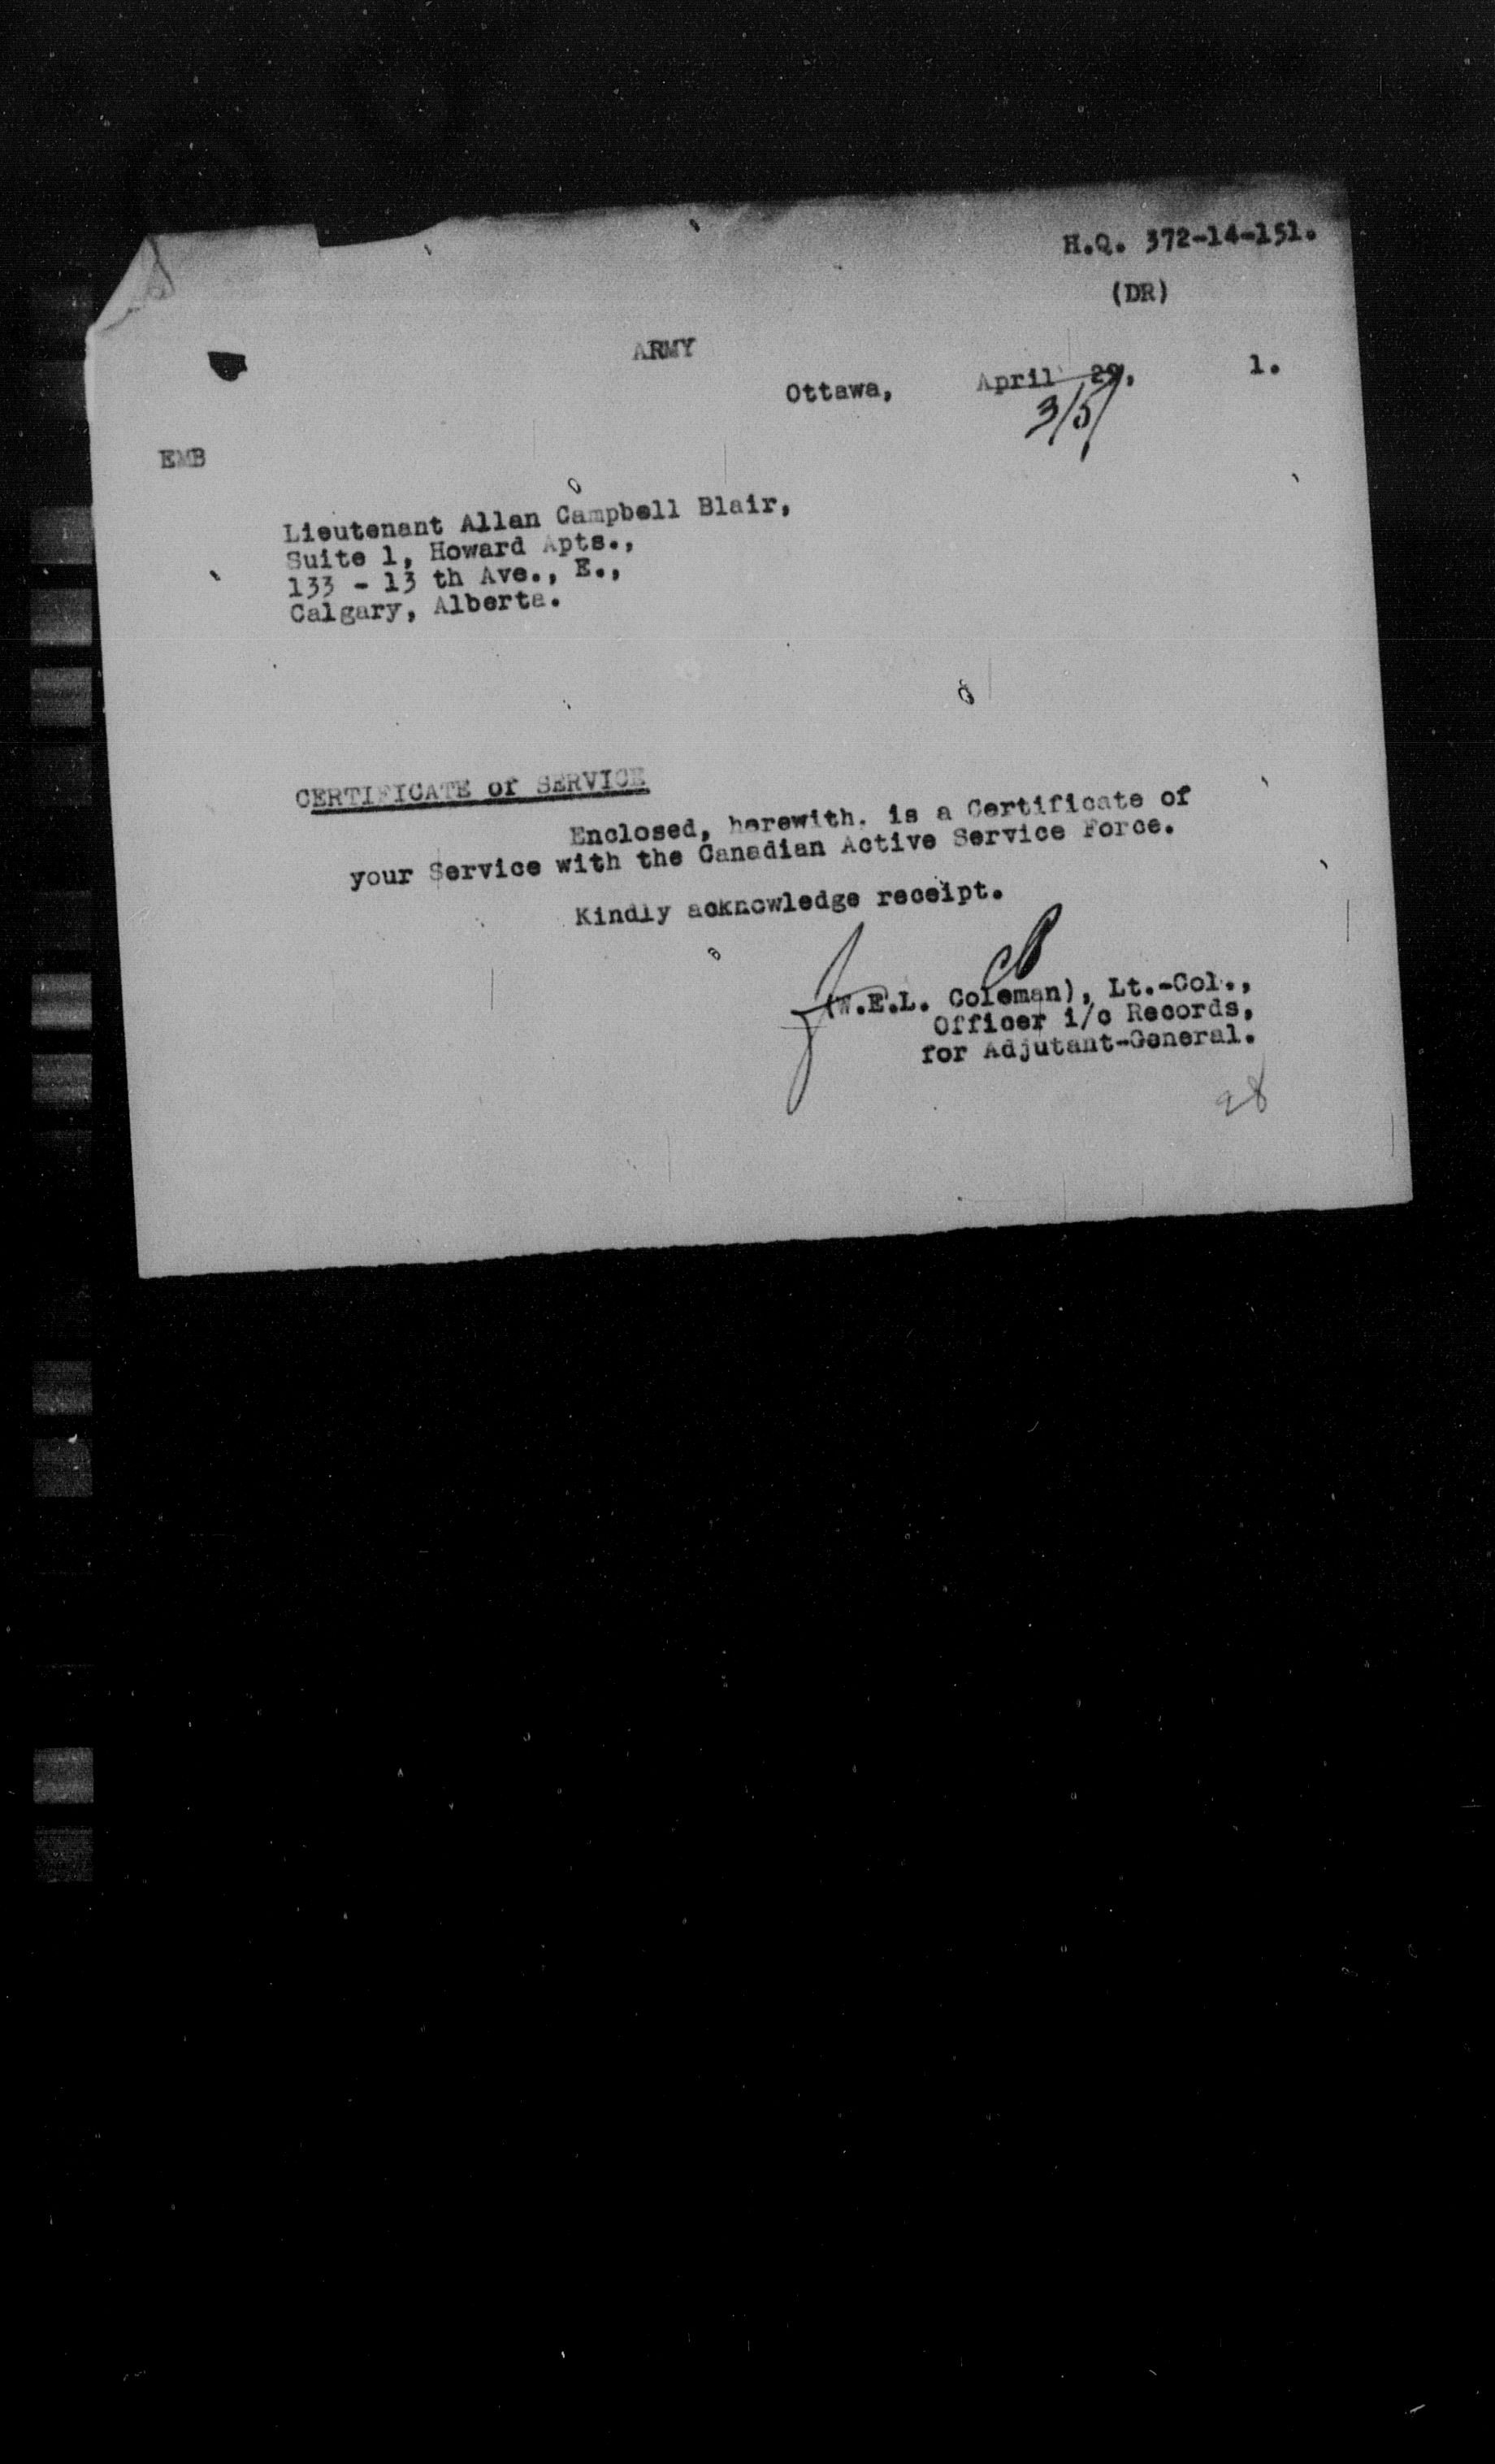 H.Q. 372-14-151.
(DR)
ARMY
Ottawa, April 29, 1.
3/5/
EMB
Lieutenant Allan Campbell Blair,
Suite 1, Howard Apts.,
133 - 13 th Ave., E.,
Calgary, Alberta.
CERTIFICATE of SERVICE
Enclosed, herewith, is a Certificate of
your Service with the Canadian Active Service Force.
Kindly acknowledge receipt.
(W.E.L. Coleman), Lt.-Col.,
Officer i/c Records,
for Adjutant-General.
28